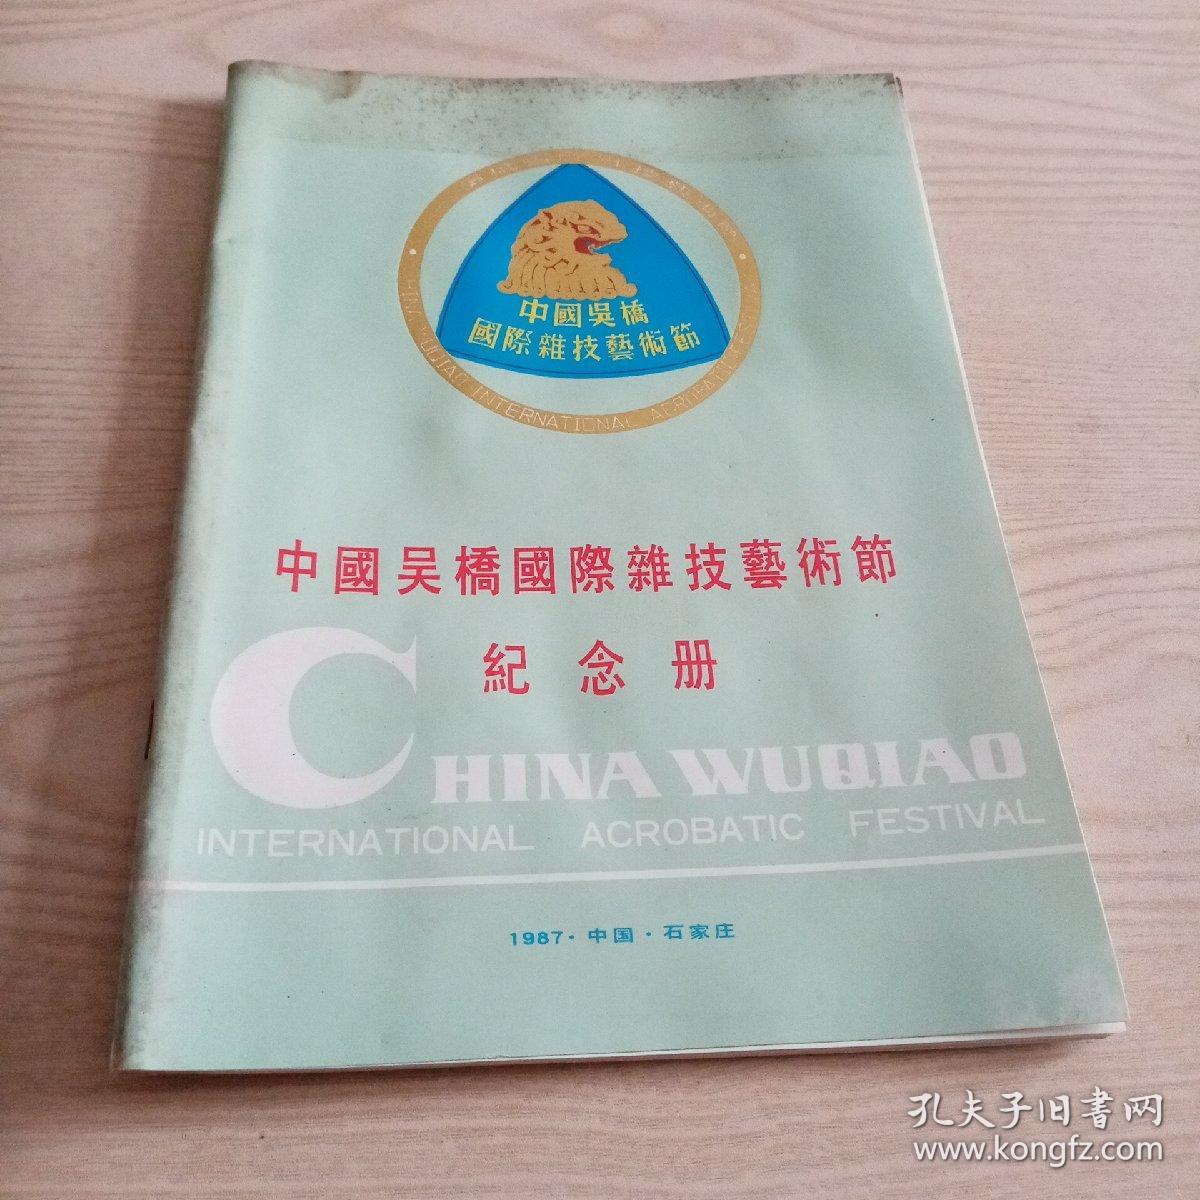 中國吳橋
國際雜技藝術節
WUQIAO INTERNATIONAL ACROBATIC
中國吴橋國際雜技藝術節
紀念册
CHINA WUQIAO
INTERNATIONAL ACROBATIC FESTIVAL
1987·中国·石家庄
孔夫子旧書网
www.kongfz.com